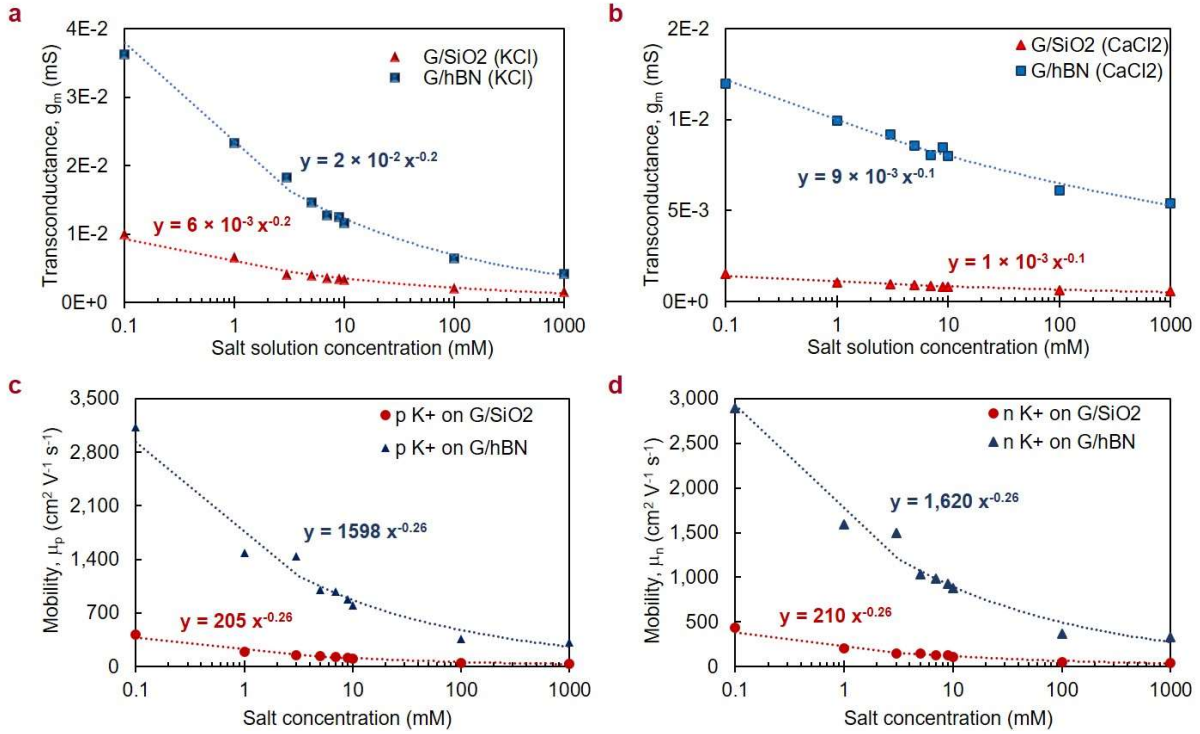 a
4E-2
3E-2
2E-2
1E-2
0E+0
Transconductance, gm (mS)
G/SiO2 (KCl)
G/hBN (KCl)
y = 2 × 10-2 x-0.2
y = 6 × 10-3 x-0.2
0.1 1 10 100 1000
Salt solution concentration (mM)
b
2E-2
1E-2
5E-3
0E+0
Transconductance, gm (mS)
G/SiO2 (CaCl2)
G/hBN (CaCl2)
y = 9 × 10-3 x-0.1
y = 1 × 10-3 x-0.1
0.1 1 10 100 1000
Salt solution concentration (mM)
c
3,500
2,800
2,100
1,400
700
0
Mobility, μp (cm2 V-1 s-1)
p K+ on G/SiO2
p K+ on G/hBN
y = 1598 x-0.26
y = 205 x-0.26
0.1 1 10 100 1000
Salt concentration (mM)
d
3,000
2,500
2,000
1,500
1,000
500
0
Mobility, μn (cm2 V-1 s-1)
n K+ on G/SiO2
n K+ on G/hBN
y = 1,620 x-0.26
y = 210 x-0.26
0.1 1 10 100 1000
Salt concentration (mM)